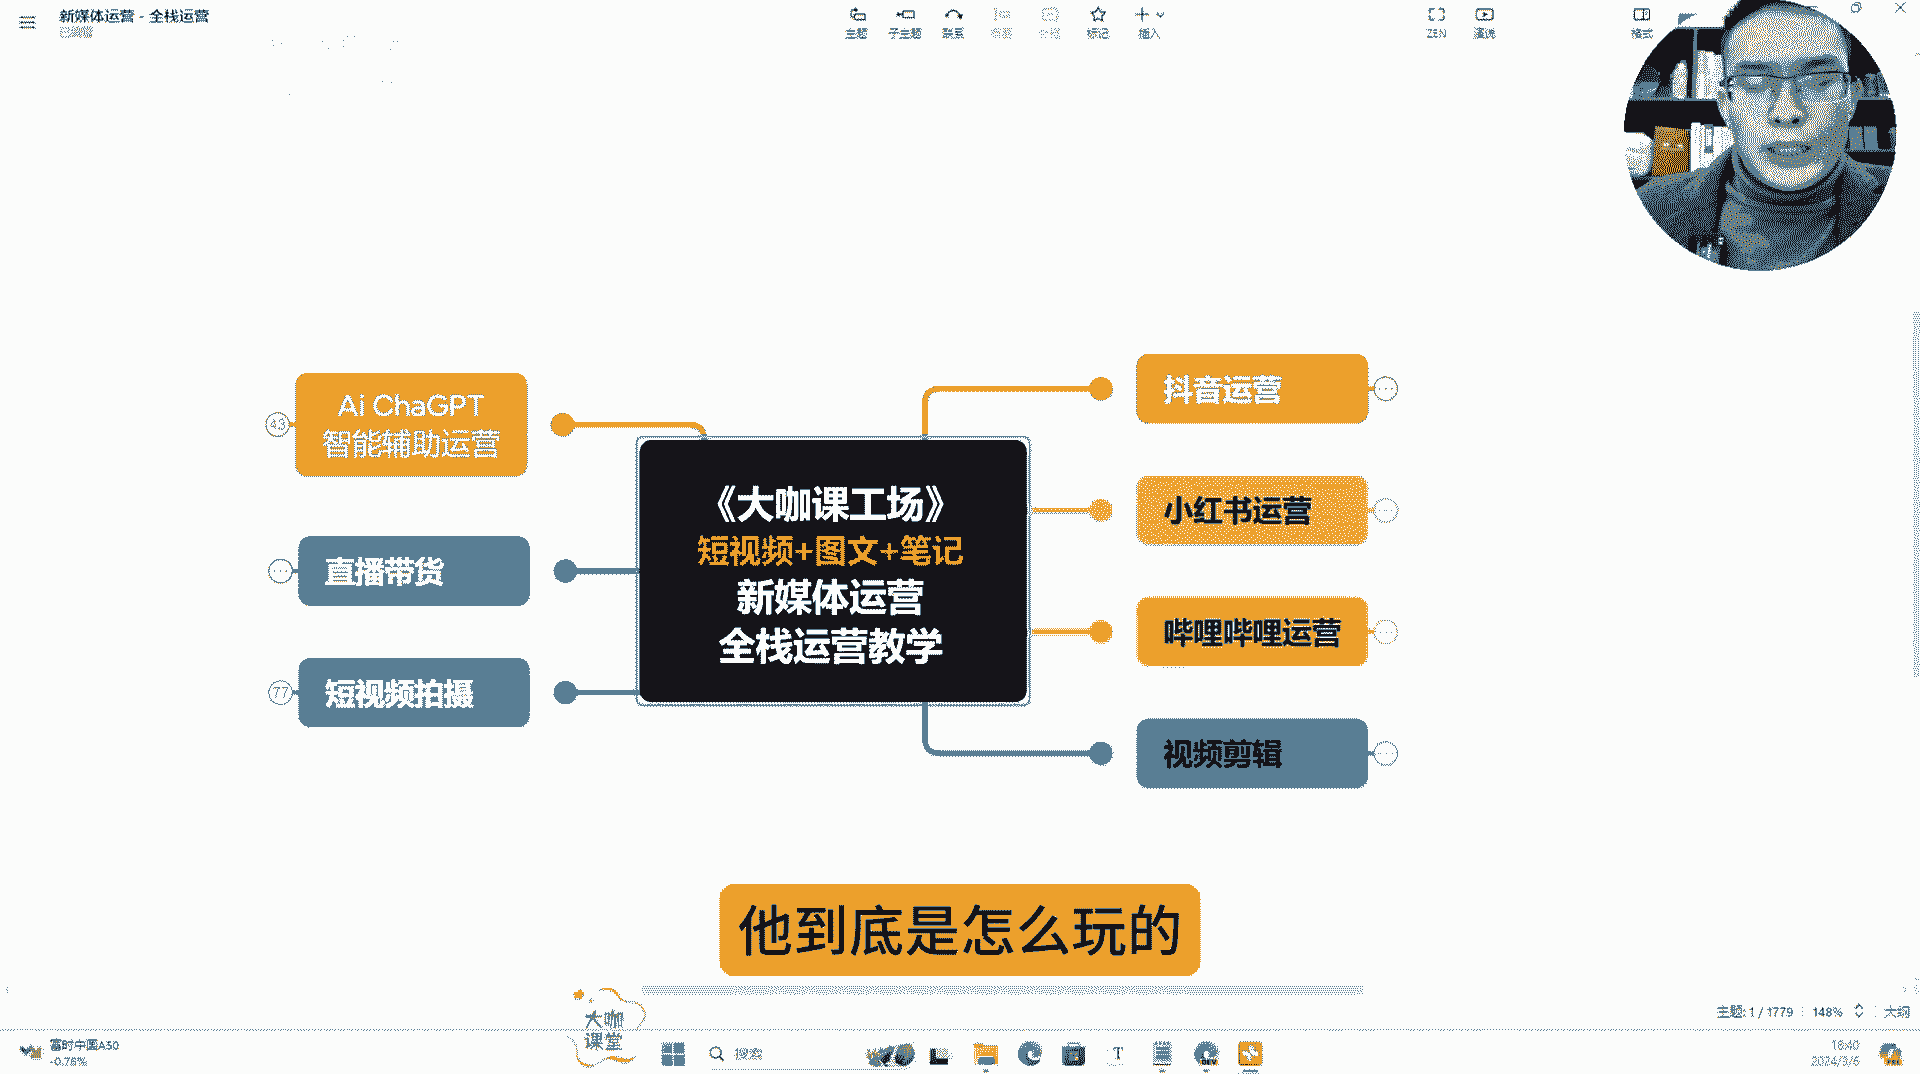 新媒体运营 - 全栈运营
主题
子主题
联系
标记
插入
ZEN
演说
格式
Ai ChaGPT
智能辅助运营
43
直播带货
短视频拍摄
77
《大咖课工场》
短视频+图文+笔记
新媒体运营
全栈运营教学
抖音运营
小红书运营
哔哩哔哩运营
视频剪辑
他到底是怎么玩的
大咖
课堂
主题: 1 / 1779
148%
大纲
富时中国A50
-0.76%
搜索
T
DEV
16:40
2024/3/6